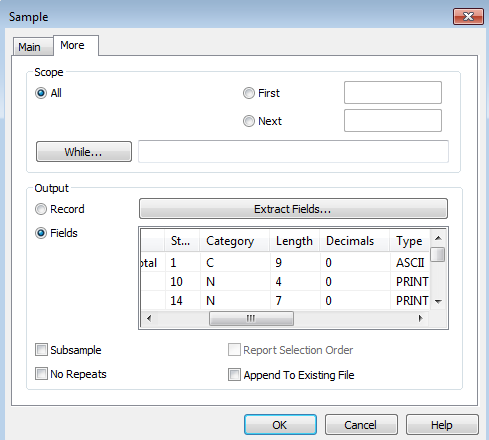 Sample
Main
More
Scope
All
First
Next
While...
Output
Record
Extract Fields...
Fields
St... Category Length Decimals Type
otal 1 C 9 0 ASCII
10 N 4 0 PRINT
14 N 7 0 PRINT
Subsample
Report Selection Order
No Repeats
Append To Existing File
OK
Cancel
Help